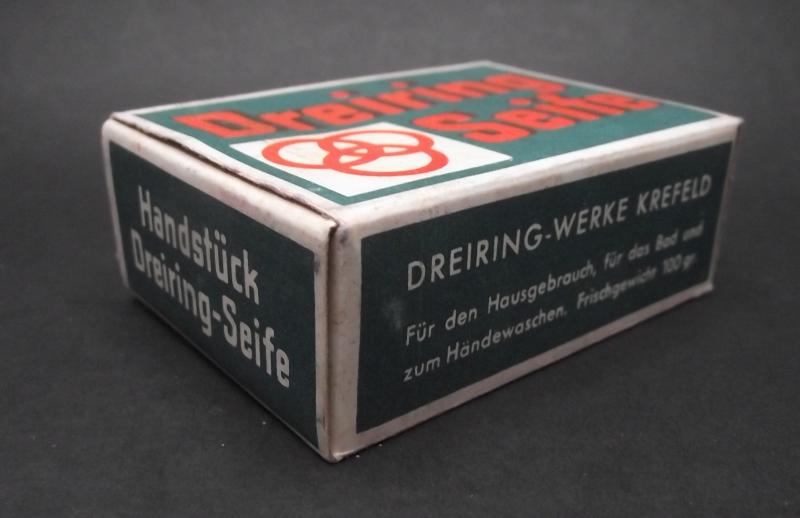 Dreiring
Seife
Handstück
Dreiring-Seife
DREIRING-WERKE KREFELD
Für den Hausgebrauch, für das Bad und
zum Händewaschen. Frischgewicht 100 gr.